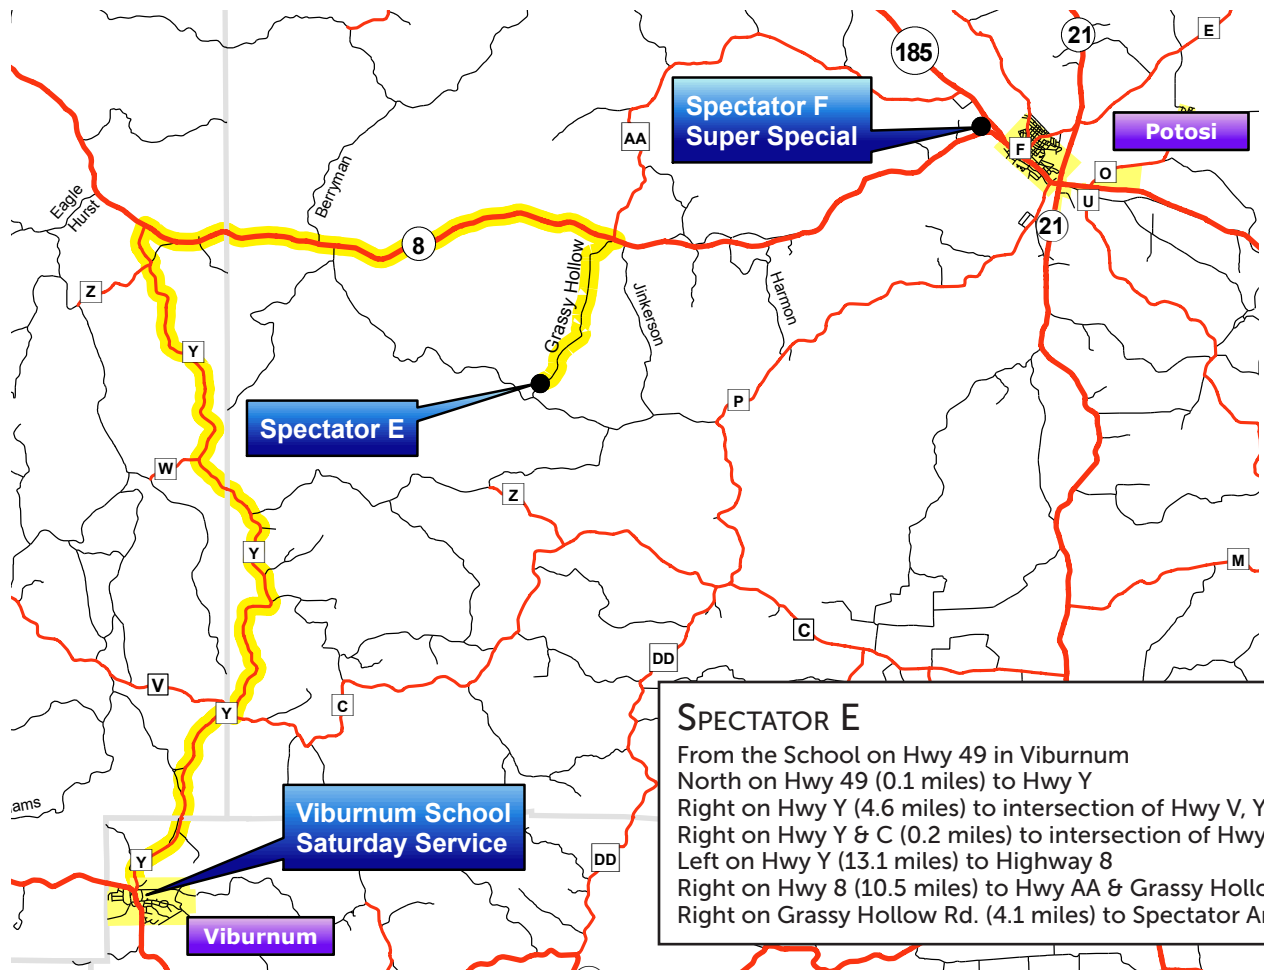 E
21
185
Spectator F
Super Special
AA
Potosi
F
O
U
21
Berryman
Eagle
Hurst
8
Grassy Hollow
Jinkerson
Harmon
Z
Y
P
Spectator E
W
Z
Y
M
C
DD
V
C
Y
SPECTATOR E
From the School on Hwy 49 in Viburnum
North on Hwy 49 (0.1 miles) to Hwy Y
Right on Hwy Y (4.6 miles) to intersection of Hwy V, Y
Right on Hwy Y & C (0.2 miles) to intersection of Hwy
Left on Hwy Y (13.1 miles) to Highway 8
Right on Hwy 8 (10.5 miles) to Hwy AA & Grassy Hollo
Right on Grassy Hollow Rd. (4.1 miles) to Spectator Ar
ams
Viburnum School
Saturday Service
Y
DD
Viburnum